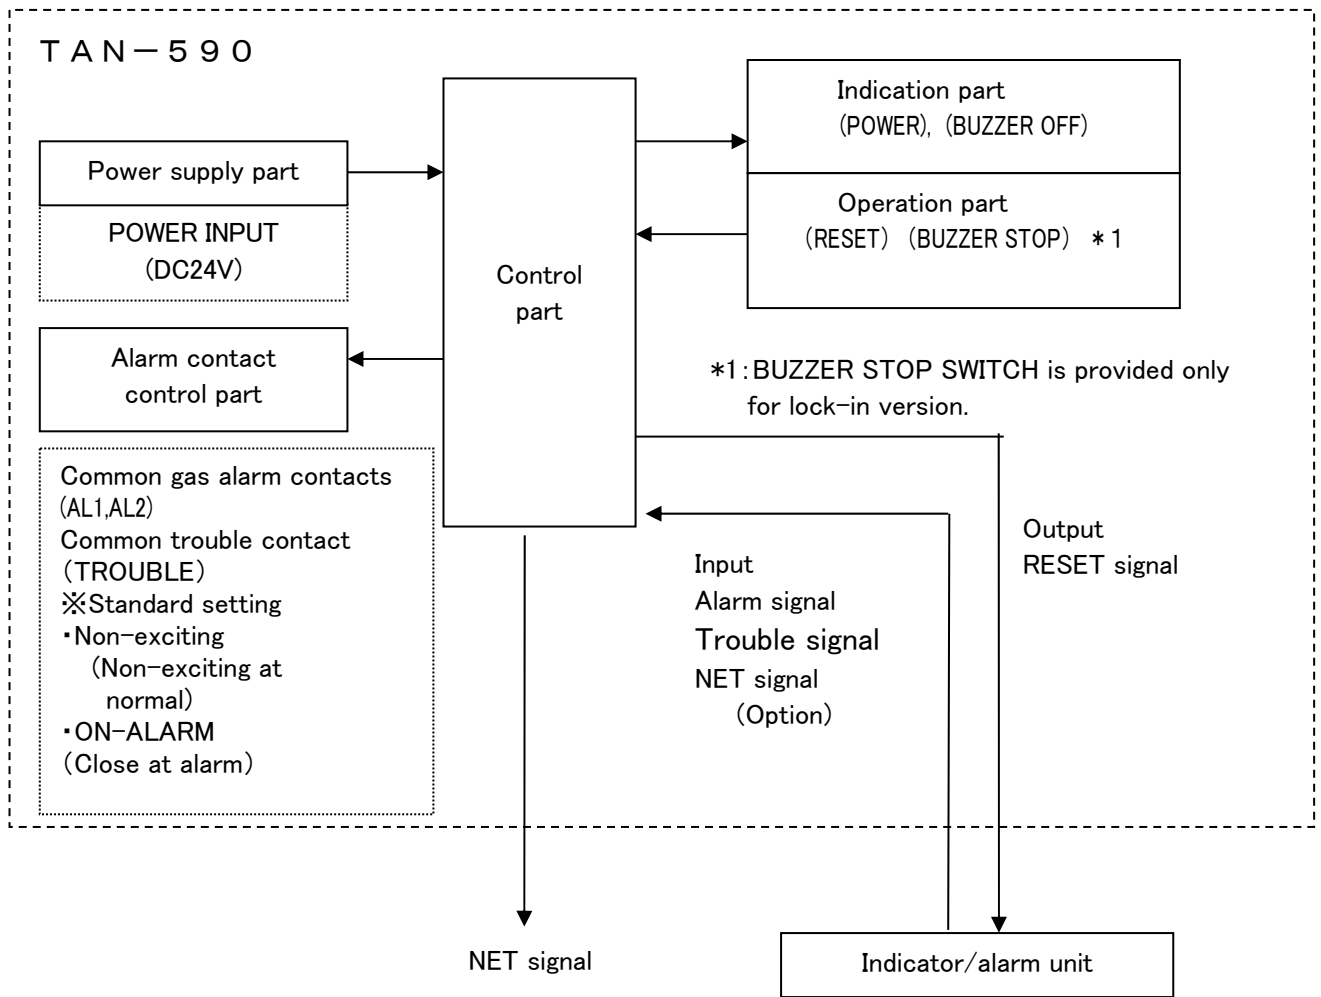 ＴＡＮ－５９０
Indication part
(POWER), (BUZZER OFF)
Power supply part
POWER INPUT
(DC24V)
Operation part
(RESET) (BUZZER STOP) *1
Control
part
Alarm contact
control part
*1:BUZZER STOP SWITCH is provided only
for lock-in version.
Common gas alarm contacts
(AL1,AL2)
Common trouble contact
(TROUBLE)
※Standard setting
・Non-exciting
(Non-exciting at
normal)
・ON-ALARM
(Close at alarm)
Input
Alarm signal
Trouble signal
NET signal
(Option)
Output
RESET signal
NET signal
Indicator/alarm unit